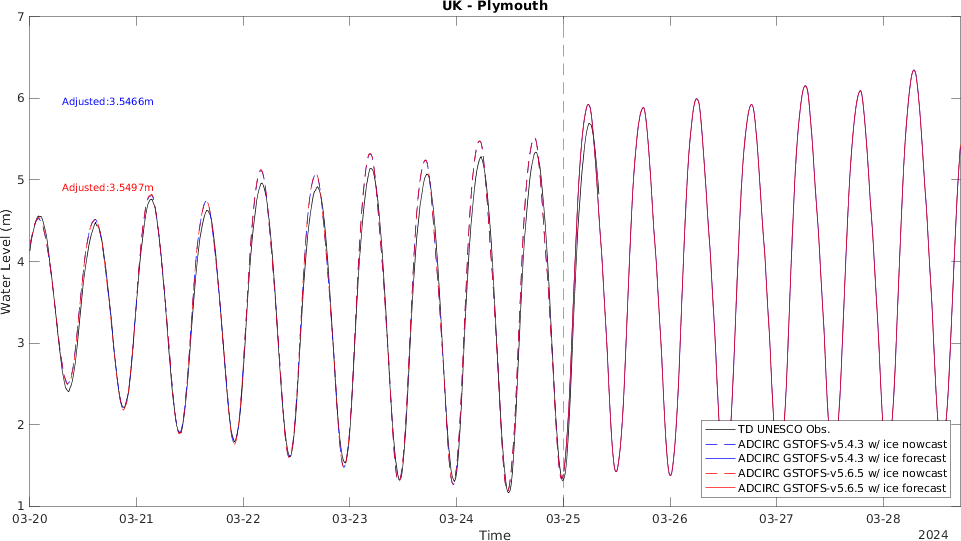 UK - Plymouth
7
6
5
4
3
2
1
Water Level (m)
Adjusted:3.5466m
Adjusted:3.5497m
TD UNESCO Obs.
ADCIRC GSTOFS-v5.4.3 w/ ice nowcast
ADCIRC GSTOFS-v5.4.3 w/ ice forecast
ADCIRC GSTOFS-v5.6.5 w/ ice nowcast
ADCIRC GSTOFS-v5.6.5 w/ ice forecast
03-20 03-21 03-22 03-23 03-24 03-25 03-26 03-27 03-28
Time
2024